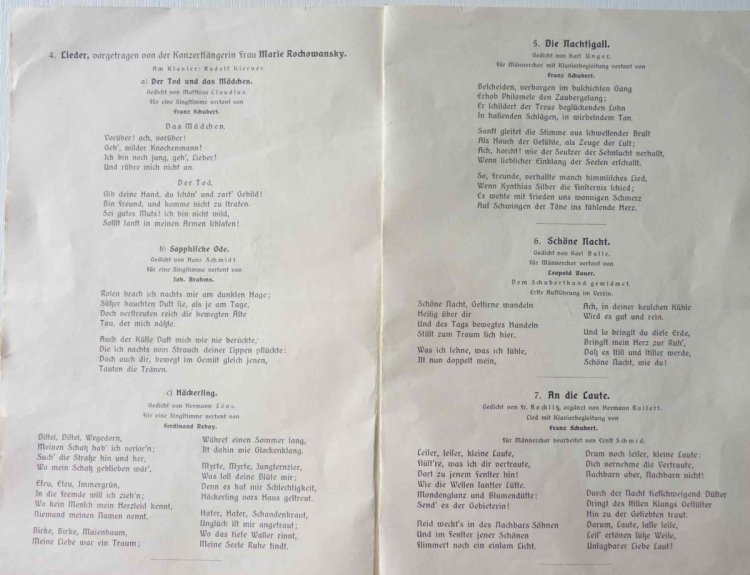 4. Lieder, vorgetragen von der Konzertsängerin Frau Marie Rochowansky.
Am Klavier: Rudolf Kierner.
a) Der Tod und das Mädchen.
Gedicht von Matthias Claudius.
Für eine Singstimme vertont von
Franz Schubert.
Das Mädchen.
Vorüber! ach, vorüber!
Geh', wilder Knochenmann!
Ich bin noch jung, geh', Lieber!
Und rühre mich nicht an.
Der Tod.
Gib deine Hand, du schön' und zart' Gebild!
Bin Freund, und komme nicht zu strafen.
Sei gutes Muts! ich bin nicht wild,
Sollst sanft in meinen Armen schlafen!
b) Sapphische Ode.
Gedicht von Hans Schmidt.
Für eine Singstimme vertont von
Joh. Brahms.
Rosen brach ich nachts mir am dunklen Hage;
Süßer hauchten Duft sie, als je am Tage,
Doch verstreuten reich die bewegten Äste
Tau, der mich näßte.
Auch der Küsse Duft mich wie nie berückte,
Die ich nachts vom Strauch deiner Lippen pflückte:
Doch auch dir, bewegt im Gemüt gleich jenen,
Tauten die Tränen.
c) Häckerling.
Gedicht von Hermann Löns.
Für eine Singstimme vertont von
Ferdinand Rebay.
Distel, Distel, Wegedorn,
Meinen Schatz hab' ich verlor'n;
Such' die Straße hin und her,
Wo mein Schatz geblieben wär'.
Efeu, Efeu, Immergrün,
In die Fremde will ich zieh'n;
Wo kein Mensch mein Herzleid kennt,
Niemand meinen Namen nennt.
Birke, Birke, Maienbaum,
Meine Liebe war ein Traum;
Währet einen Sommer lang,
Ist dahin wie Glockenklang.
Myrte, Myrte, Jungfernzier,
Was soll deine Blüte mir;
Denn es hat mir Schlechtigkeit,
Häckerling vors Haus gestreut.
Hafer, Hafer, Schandenkraut,
Unglück ist mir angetraut;
Wo das tiefe Wasser rinnt,
Meine Seele Ruhe findt.
5. Die Nachtigall.
Gedicht von Karl Unger.
Für Männerchor mit Klavierbegleitung vertont von
Franz Schubert.
Bescheiden, verborgen im buschichten Gang
Erhob Philomele den Zaubergesang;
Er schildert der Treue beglückenden Lohn
In hallenden Schlägen, in wirbelndem Ton.
Sanft gleitet die Stimme aus schwellender Brust
Als Hauch der Gefühle, als Zeuge der Lust;
Ach, horcht! wie der Seufzer der Sehnsucht verhallt,
Wenn lieblicher Einklang der Seelen erschallt.
So, Freunde, verhallte manch himmlisches Lied,
Wenn Kynthias Silber die Finsternis schied;
Es wehte mit Frieden uns wonnigen Schmerz
Auf Schwingen der Töne ins fühlende Herz.
6. Schöne Nacht.
Gedicht von Karl Busse.
Für Männerchor vertont von
Leopold Bauer.
Dem Schubertbund gewidmet.
Erste Aufführung im Verein.
Schöne Nacht, Gestirne wandeln
Heilig über dir
Und des Tags bewegtes Handeln
Stillt zum Traum sich hier.
Was ich sehne, was ich fühle,
Ist nun doppelt mein,
Ach, in deiner keuschen Kühle
Wird es gut und rein.
Und so bringst du diese Erde,
Bringst mein Herz zur Ruh',
Daß es still und stiller werde,
Schöne Nacht, wie du!
7. An die Laute.
Gedicht von Fr. Rochlitz, ergänzt von Hermann Rollett.
Lied mit Klavierbegleitung von
Franz Schubert.
Für Männerchor bearbeitet von Ernst Schmid.
Leiser, leiser, kleine Laute,
Flüst're, was ich dir vertraute,
Dort zu jenem Fenster hin!
Wie die Wellen sanfter Lüfte.
Mondenglanz und Blumendüfte:
Send' es der Gebieterin!
Neid weckt's in des Nachbars Söhnen
Und im Fenster jener Schönen
Flimmert noch ein einsam Licht.
Drum noch leiser, kleine Laute:
Dich vernehme die Vertraute,
Nachbarn aber, Nachbarn nicht!
Durch der Nacht tiefschweigend Düster
Dringt des stillen Klangs Geflüster
Hin zu der Geliebten traut.
Darum, Laute, lasse leise,
Leis' ertönen süße Weise,
Unsagbarer Liebe Laut!